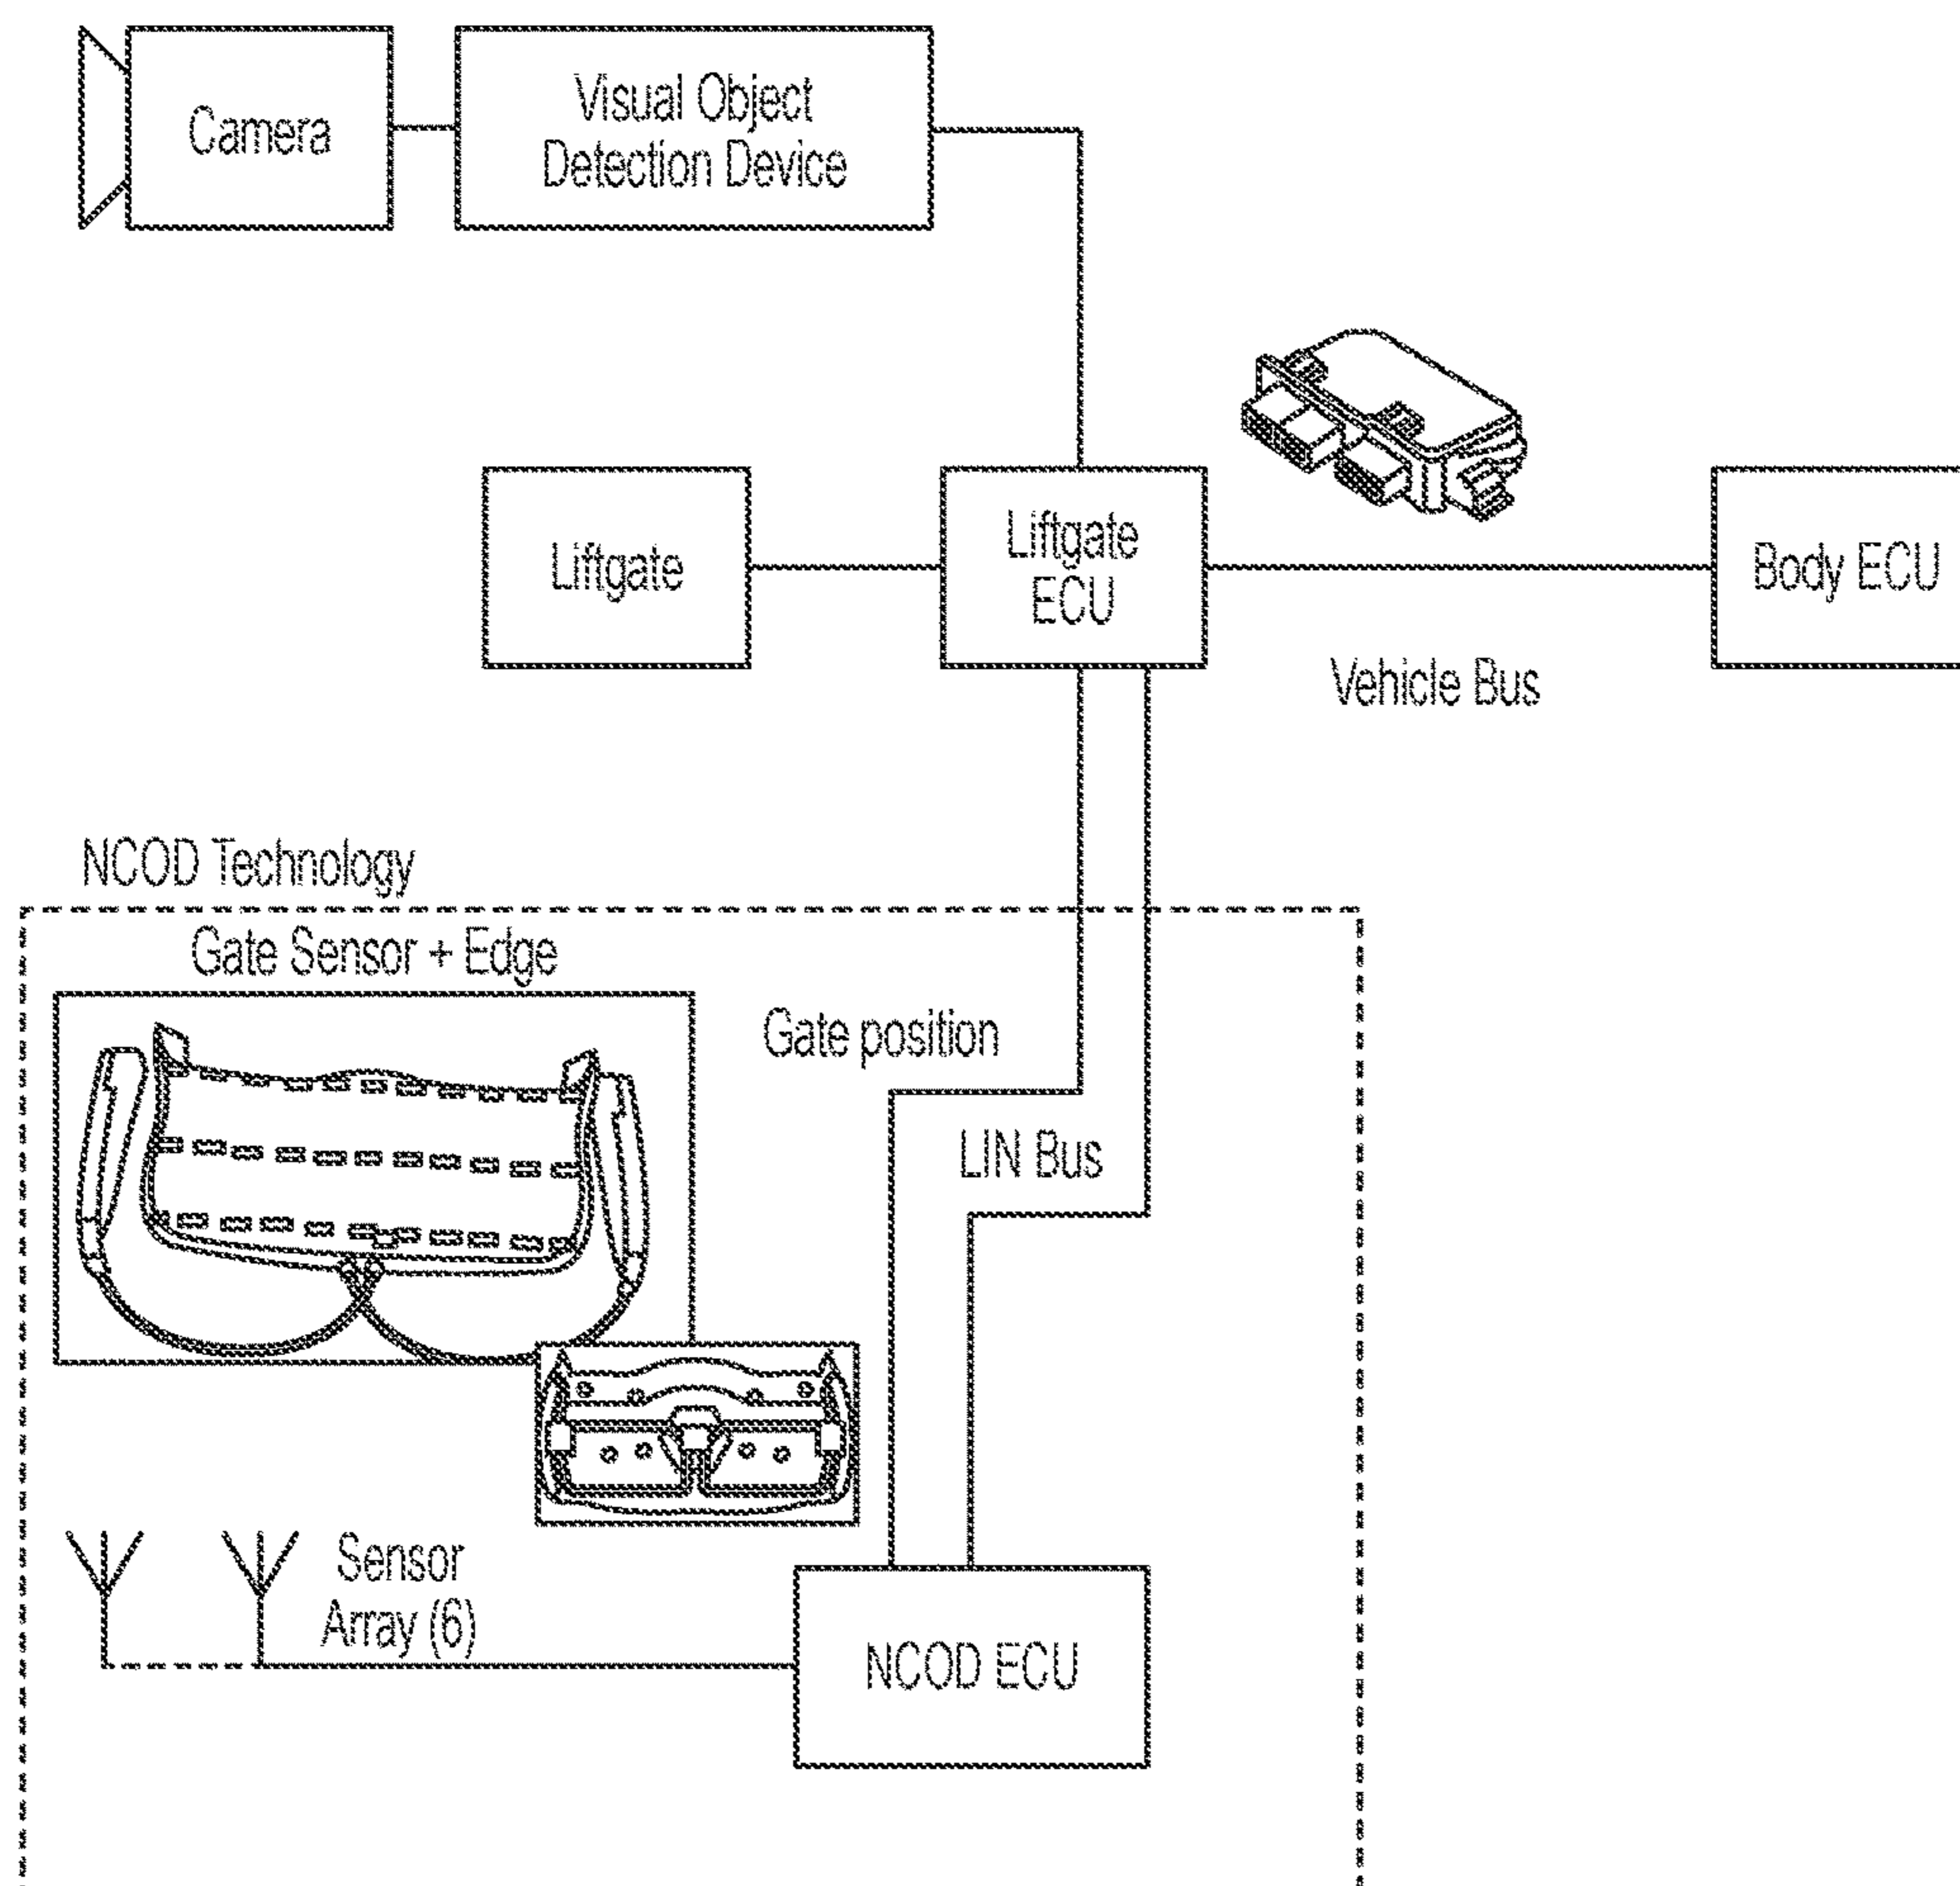 Camera
Visual Object
Detection Device
Liftgate
Liftgate
ECU
Body ECU
Vehicle Bus
NCOD Technology
Gate Sensor + Edge
Gate position
LIN Bus
Sensor
Array (6)
NCOD ECU